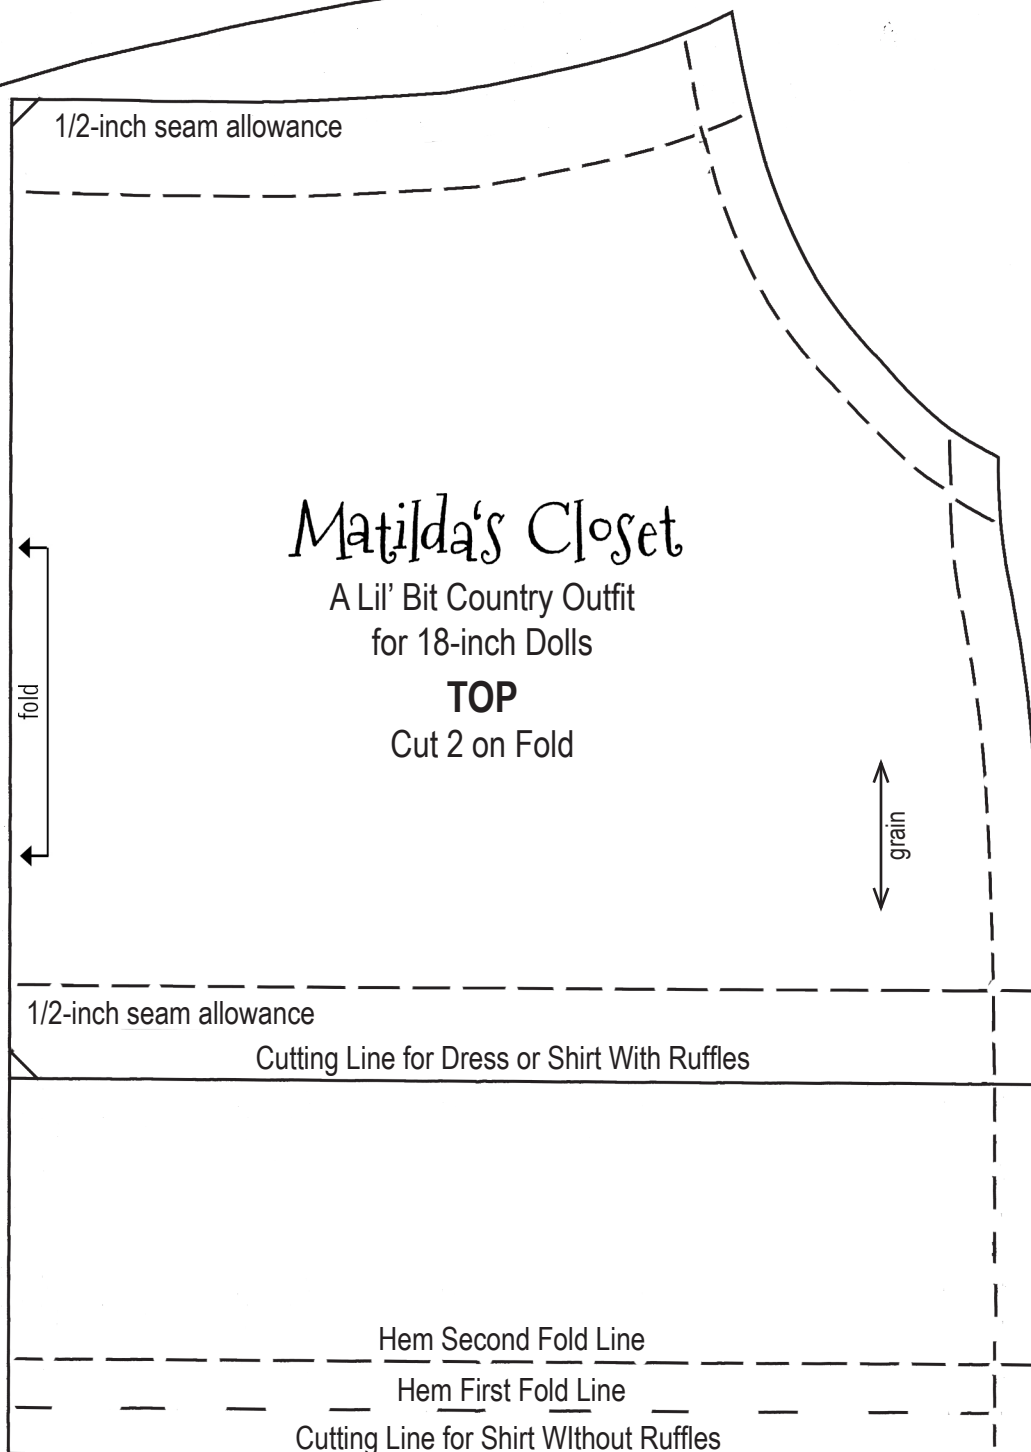 1/2-inch seam allowance
Matilda's Closet
A Lil' Bit Country Outfit
for 18-inch Dolls
TOP
Cut 2 on Fold
fold
grain
1/2-inch seam allowance
Cutting Line for Dress or Shirt With Ruffles
Hem Second Fold Line
Hem First Fold Line
Cutting Line for Shirt WIthout Ruffles